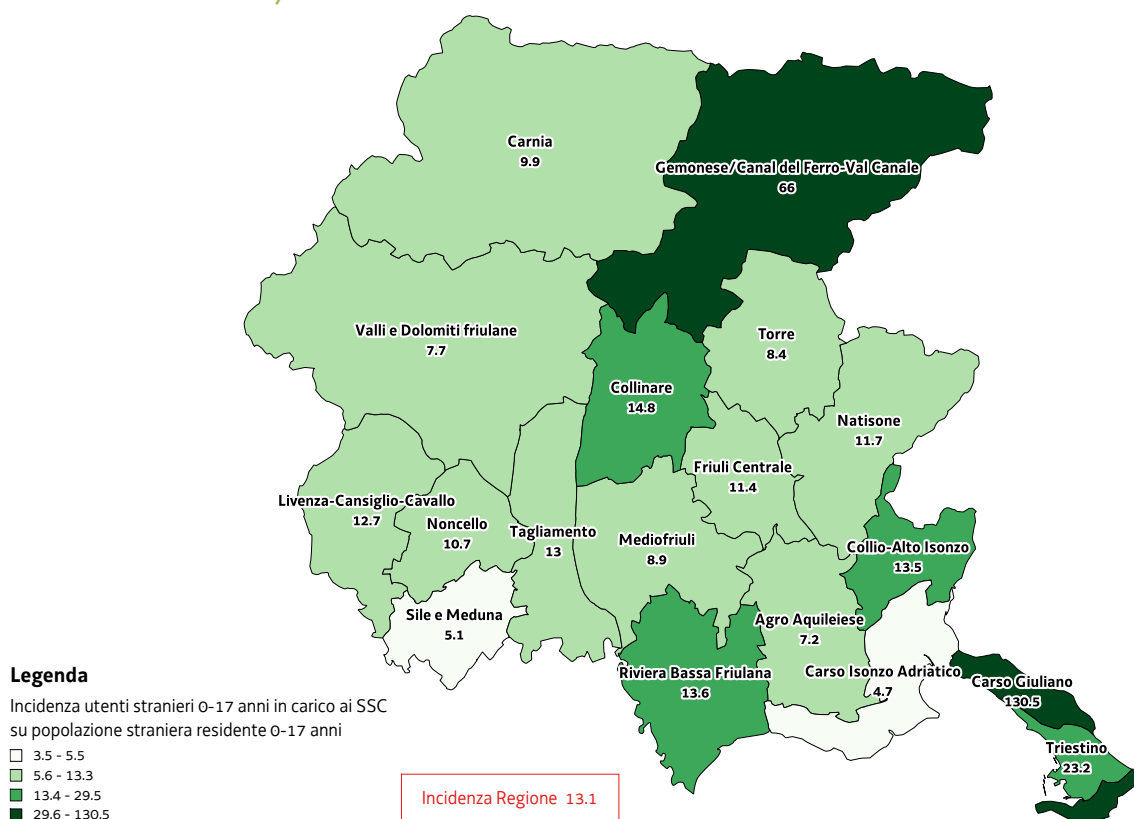 Carnia
9.9
Gemonese/Canal del Ferro-Val Canale
66
Valli e Dolomiti friulane
7.7
Torre
8.4
Collinare
14.8
Natisone
11.7
Friuli Centrale
11.4
Livenza-Cansiglio-Cavallo
12.7
Noncello
10.7
Tagliamento
13
Mediofriuli
8.9
Collio-Alto Isonzo
13.5
Sile e Meduna
5.1
Agro Aquileiese
7.2
Riviera Bassa Friulana
13.6
Carso Isonzo Adriatico
4.7
Carso Giuliano
130.5
Triestino
23.2
Legenda
Incidenza utenti stranieri 0-17 anni in carico ai SSC
su popolazione straniera residente 0-17 anni
3.5 - 5.5
5.6 - 13.3
13.4 - 29.5
29.6 - 130.5
Incidenza Regione 13.1